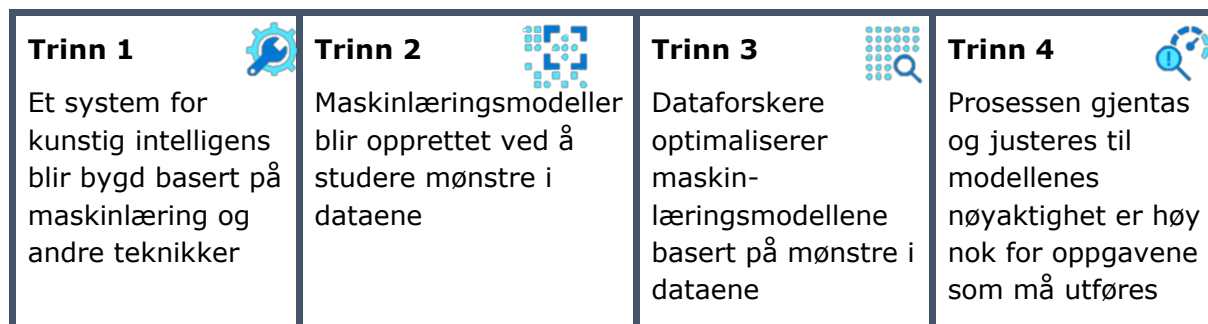 Trinn 1
Et system for
kunstig intelligens
blir bygd basert på
maskinlæring og
andre teknikker
Trinn 2
Maskinlæringsmodeller
blir opprettet ved å
studere mønstre i
dataene
Trinn 3
Dataforskere
optimaliserer
maskin-
læringsmodellene
basert på mønstre i
dataene
Trinn 4
Prosessen gjentas
og justeres til
modellenes
nøyaktighet er høy
nok for oppgavene
som må utføres